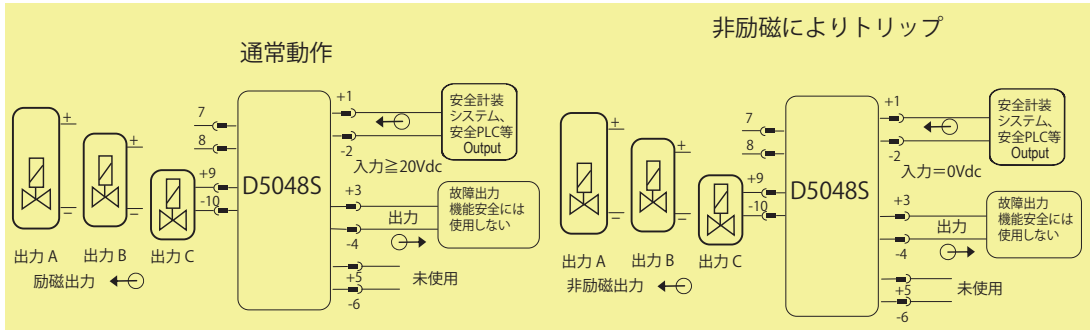 通常動作
+1
安全計装
システム、
安全PLC等
Output
-2
入力≧20Vdc
7
8
+9
-10
D5048S
+3
出力
-4
故障出力
機能安全には
使用しない
+5
-6
未使用
+
−
+
−
出力 A
出力 B
出力 C
励磁出力
非励磁によりトリップ
+1
安全計装
システム、
安全PLC等
Output
-2
入力=0Vdc
7
8
+9
-10
D5048S
+3
出力
-4
故障出力
機能安全には
使用しない
+5
-6
未使用
+
−
+
−
出力 A
出力 B
出力 C
非励磁出力